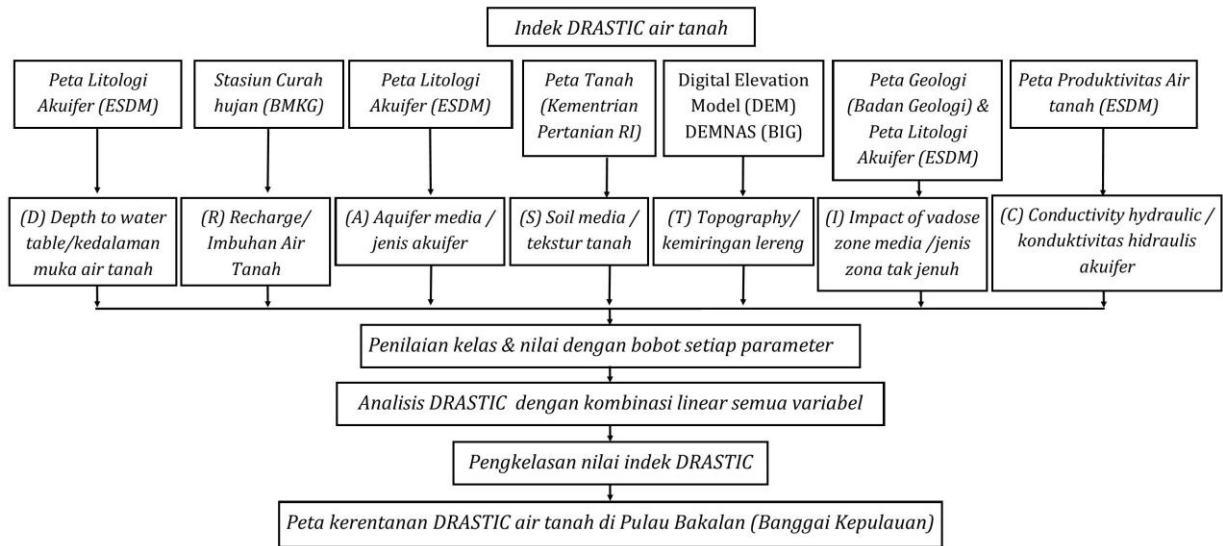 Indek DRASTIC air tanah
Peta Litologi
Akuifer (ESDM)
Stasiun Curah
hujan (BMKG)
Peta Litologi
Akuifer (ESDM)
Peta Tanah
(Kementrian
Pertanian RI)
Digital Elevation
Model (DEM)
DEMNAS (BIG)
Peta Geologi
(Badan Geologi) &
Peta Litologi
Akuifer (ESDM)
Peta Produktivitas Air
tanah (ESDM)
(D) Depth to water
table/kedalaman
muka air tanah
(R) Recharge/
Imbuhan Air
Tanah
(A) Aquifer media /
jenis akuifer
(S) Soil media /
tekstur tanah
(T) Topography/
kemiringan lereng
(I) Impact of vadose
zone media /jenis
zona tak jenuh
(C) Conductivity hydraulic /
konduktivitas hidraulis
akuifer
Penilaian kelas & nilai dengan bobot setiap parameter
Analisis DRASTIC dengan kombinasi linear semua variabel
Pengkelasan nilai indek DRASTIC
Peta kerentanan DRASTIC air tanah di Pulau Bakalan (Banggai Kepulauan)